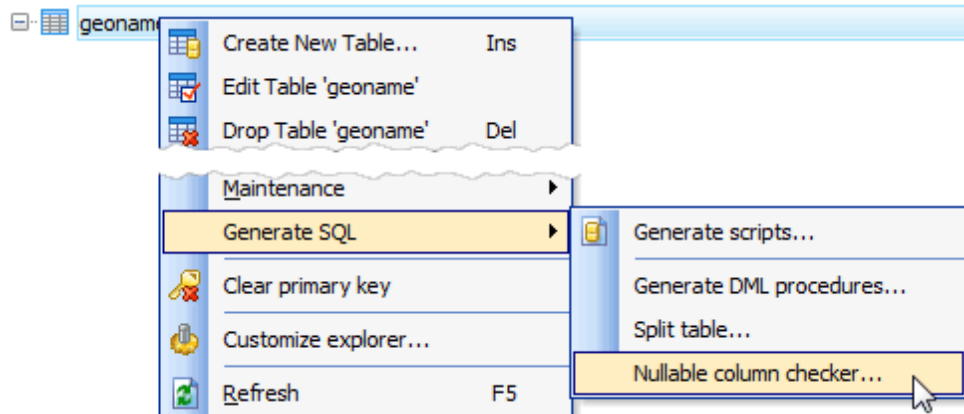 geoname
Create New Table... Ins
Edit Table 'geoname'
Drop Table 'geoname' Del
Maintenance
Generate SQL
Clear primary key
Customize explorer...
Refresh F5
Generate scripts...
Generate DML procedures...
Split table...
Nullable column checker...